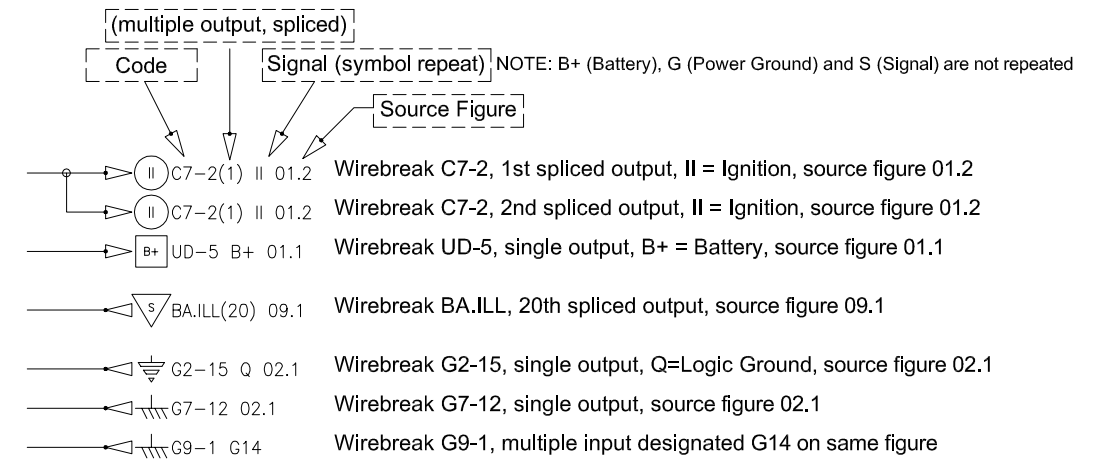 (multiple output, spliced)
Code
Signal (symbol repeat) NOTE: B+ (Battery), G (Power Ground) and S (Signal) are not repeated
Source Figure
II C7-2(1) II 01.2 Wirebreak C7-2, 1st spliced output, II = Ignition, source figure 01.2
II C7-2(1) II 01.2 Wirebreak C7-2, 2nd spliced output, II = Ignition, source figure 01.2
B+ UD-5 B+ 01.1 Wirebreak UD-5, single output, B+ = Battery, source figure 01.1
S BA.ILL(20) 09.1 Wirebreak BA.ILL, 20th spliced output, source figure 09.1
G2-15 Q 02.1 Wirebreak G2-15, single output, Q=Logic Ground, source figure 02.1
G7-12 02.1 Wirebreak G7-12, single output, source figure 02.1
G9-1 G14 Wirebreak G9-1, multiple input designated G14 on same figure